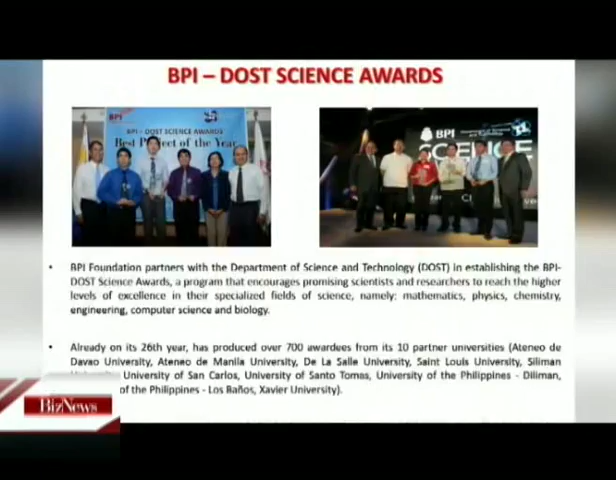 BPI – DOST SCIENCE AWARDS
BPI
BPI – DOST SCIENCE AWARDS
Best Project of the Year
BPI
SCIENCE
• BPI Foundation partners with the Department of Science and Technology (DOST) in establishing the BPI-
DOST Science Awards, a program that encourages promising scientists and researchers to reach the higher
levels of excellence in their specialized fields of science, namely: mathematics, physics, chemistry,
engineering, computer science and biology.
• Already on its 26th year, has produced over 700 awardees from its 10 partner universities (Ateneo de
Davao University, Ateneo de Manila University, De La Salle University, Saint Louis University, Siliman
University of San Carlos, University of Santo Tomas, University of the Philippines - Diliman,
of the Philippines - Los Baños, Xavier University).
BizNews